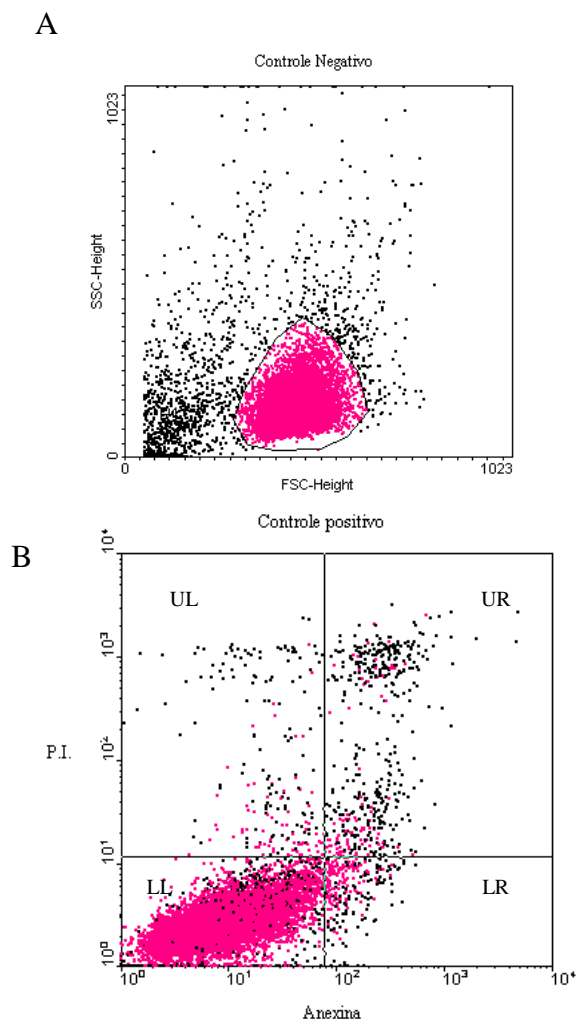 A
Controle Negativo
1023
SSC-Height
0
0
1023
FSC-Height
Controle positivo
B
10⁴
UL
UR
10³
P.I.
10²
10¹
LL
LR
10⁰
10⁰
10¹
10²
10³
10⁴
Anexina